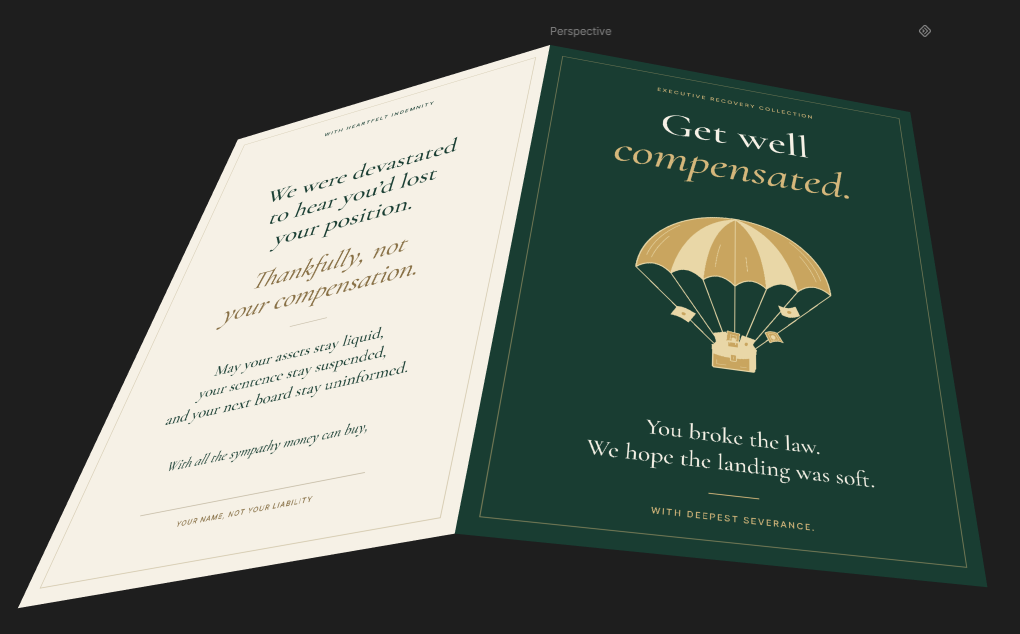 Perspective
WITH HEARTFELT INDEMNITY
We were devastated
to hear you'd lost
your position.
Thankfully, not
your compensation.
May your assets stay liquid,
your sentence stay suspended,
and your next board stay uninformed.
With all the sympathy money can buy,
YOUR NAME, NOT YOUR LIABILITY
EXECUTIVE RECOVERY COLLECTION
Get well
compensated.
You broke the law.
We hope the landing was soft.
WITH DEEPEST SEVERANCE.